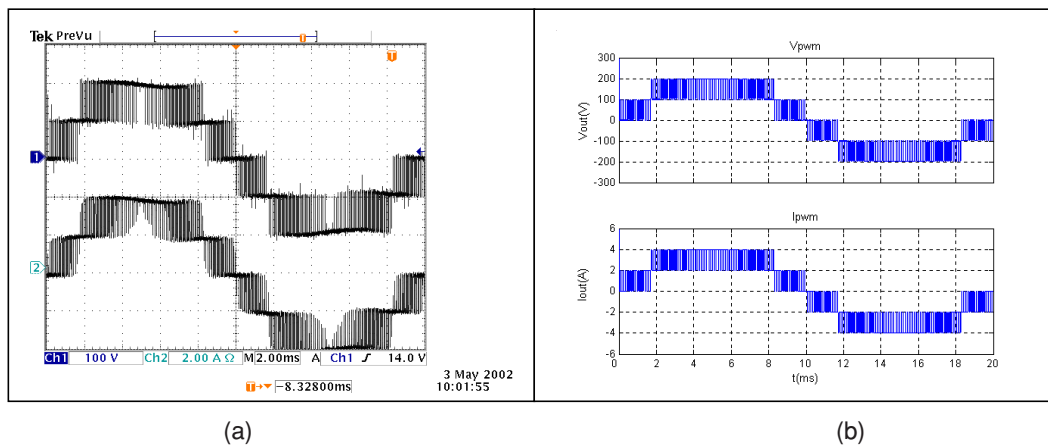 Tek PreVu
T
1
2
Ch1 100 V Ch2 2.00 A Ω M 2.00ms A Ch1 14.0 V
T -8.32800ms
3 May 2002
10:01:55
(a)
Vpwm
Vout(V)
300
200
100
0
-100
-200
-300
Ipwm
Iout(A)
6
4
2
0
-2
-4
-6
0 2 4 6 8 10 12 14 16 18 20
t(ms)
(b)